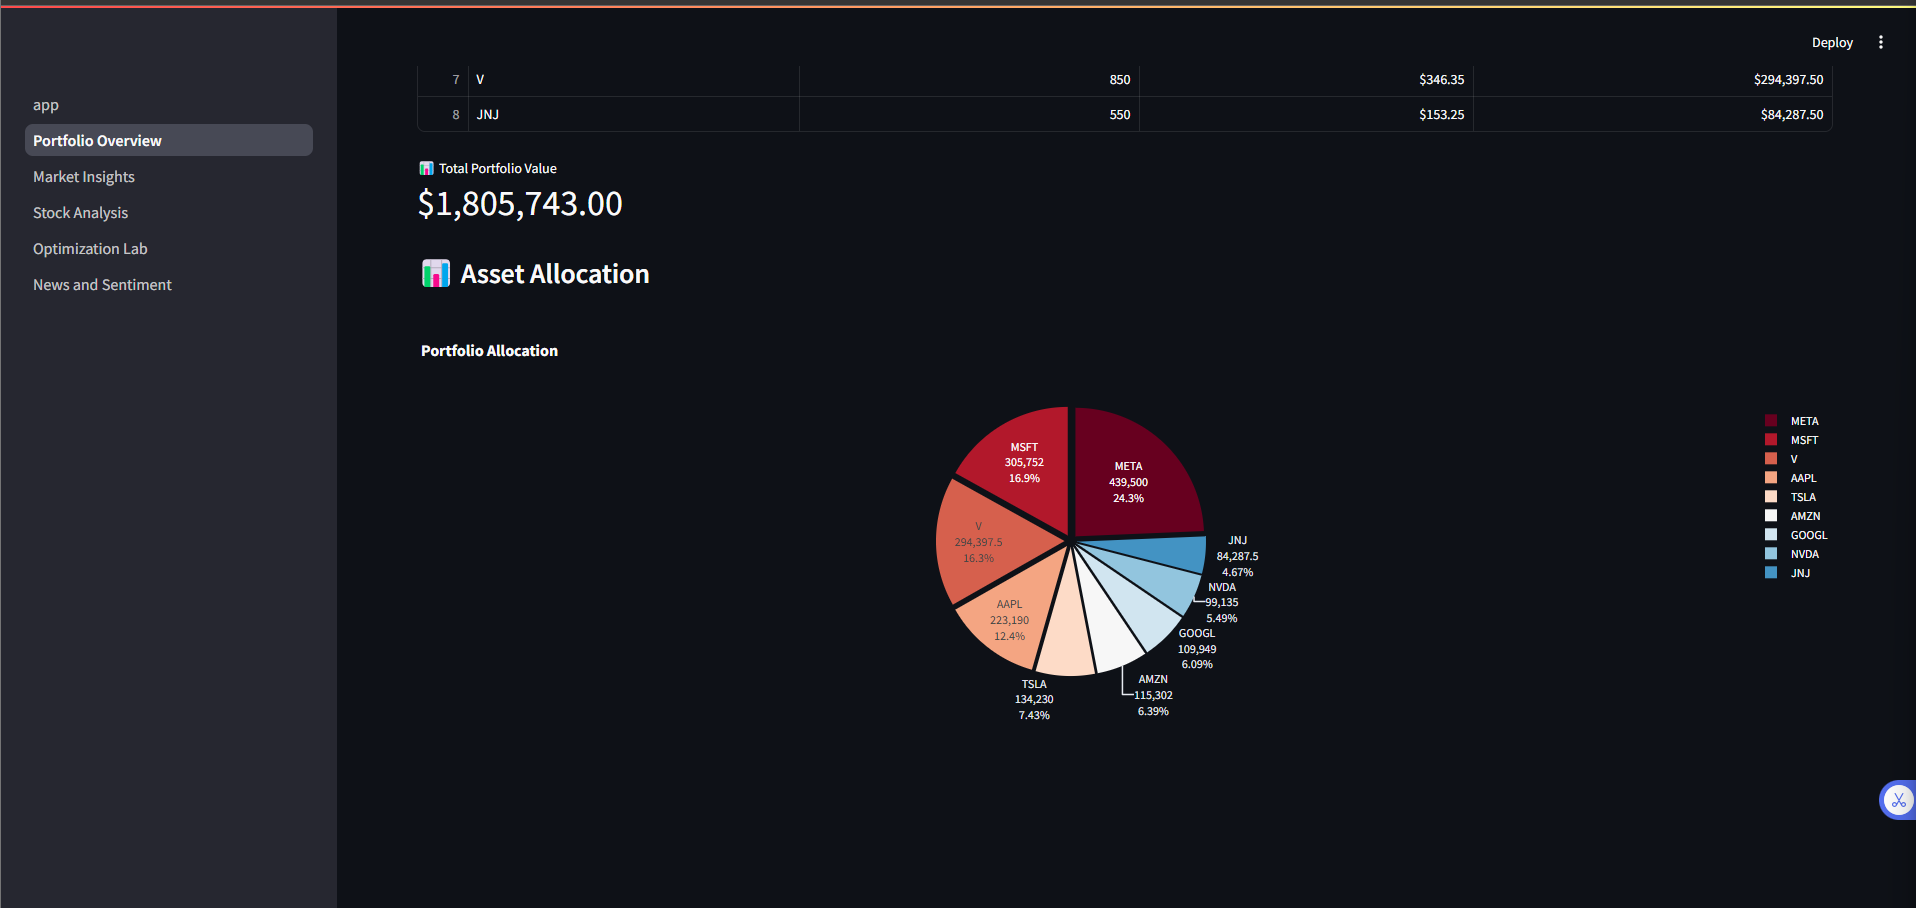 Deploy
app
Portfolio Overview
Market Insights
Stock Analysis
Optimization Lab
News and Sentiment
7 V 850 $346.35 $294,397.50
8 JNJ 550 $153.25 $84,287.50
Total Portfolio Value
$1,805,743.00
Asset Allocation
Portfolio Allocation
MSFT
305,752
16.9%
META
439,500
24.3%
V
294,397.5
16.3%
AAPL
223,190
12.4%
JNJ
84,287.5
4.67%
NVDA
99,135
5.49%
GOOGL
109,949
6.09%
AMZN
115,302
6.39%
TSLA
134,230
7.43%
META
MSFT
V
AAPL
TSLA
AMZN
GOOGL
NVDA
JNJ